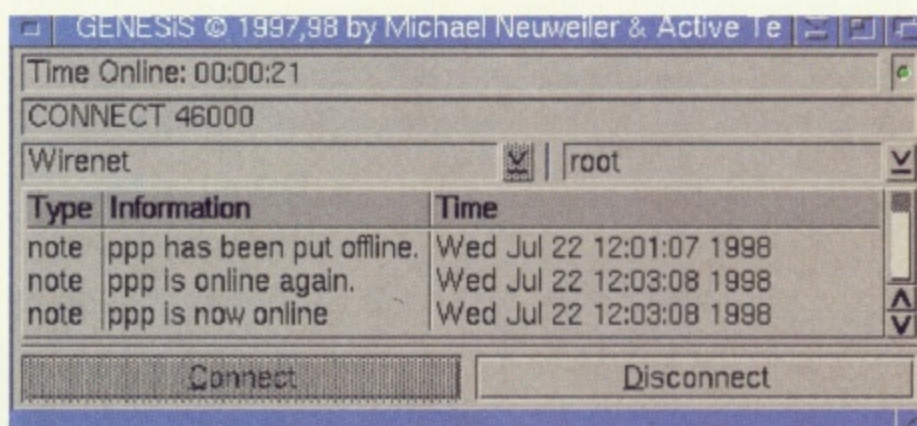 GENESiS © 1997,98 by Michael Neuweiler & Active Te
Time Online: 00:00:21
CONNECT 46000
Wirenet root
Type Information Time
note ppp has been put offline. Wed Jul 22 12:01:07 1998
note ppp is online again. Wed Jul 22 12:03:08 1998
note ppp is now online Wed Jul 22 12:03:08 1998
Connect Disconnect